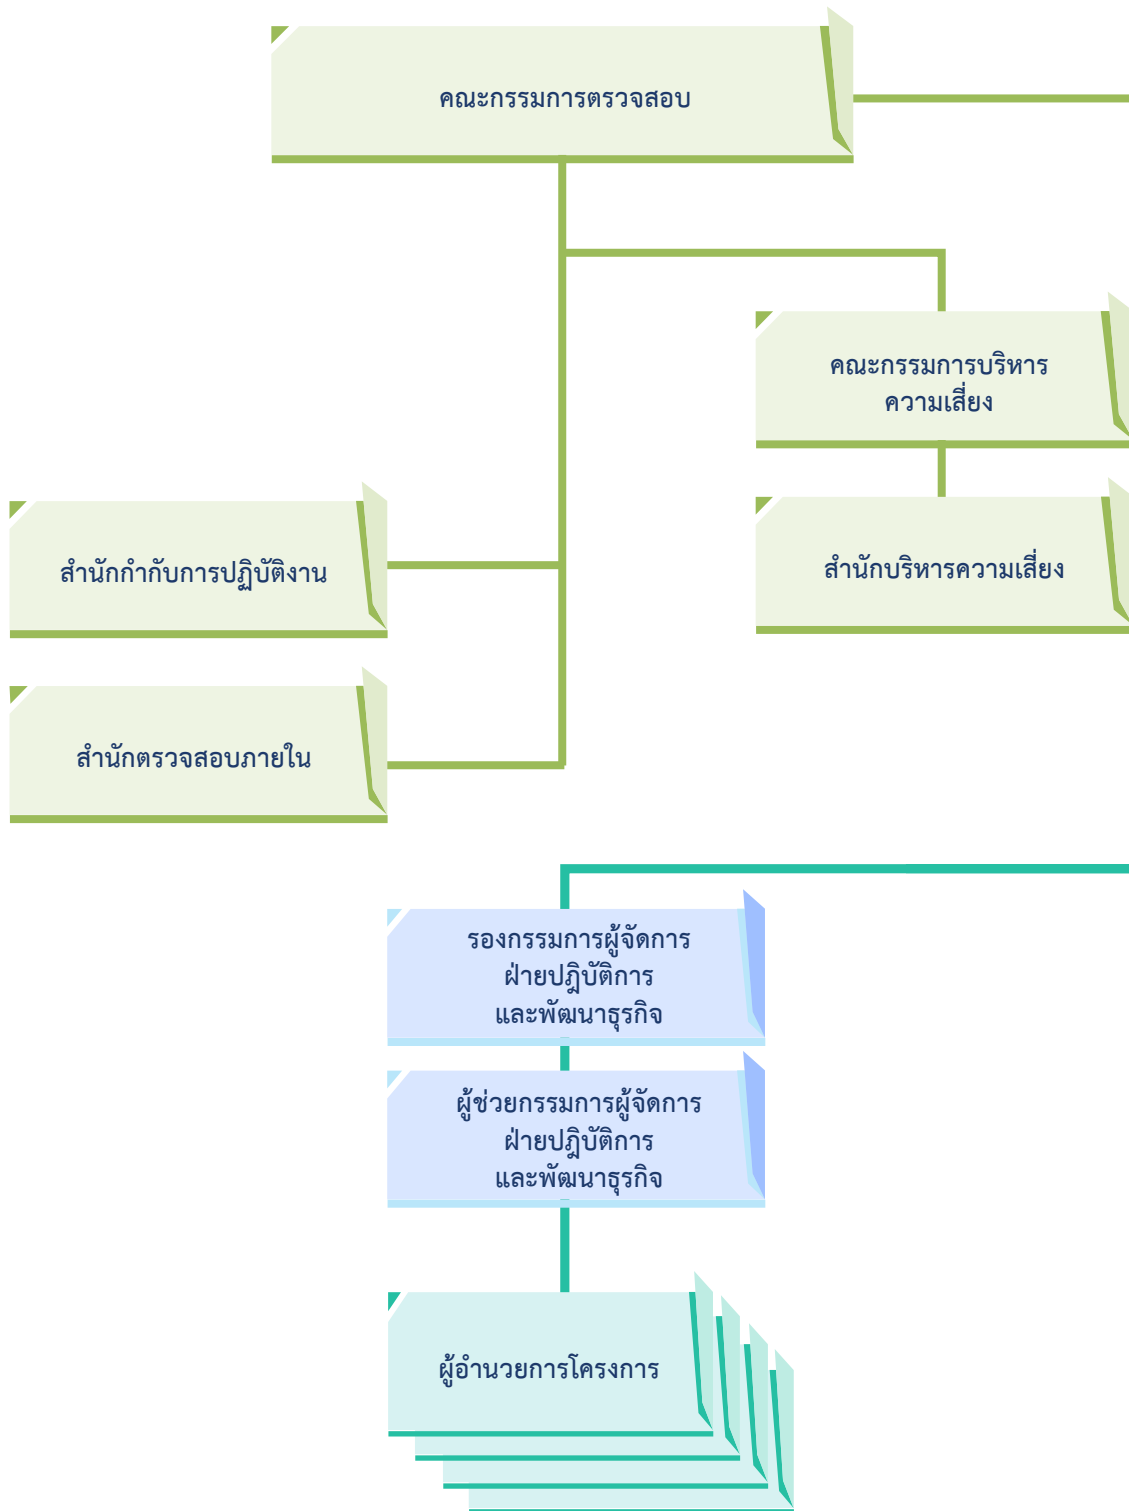 คณะกรรมการตรวจสอบ
คณะกรรมการบริหาร
ความเสี่ยง
สำนักกำกับการปฏิบัติงาน
สำนักบริหารความเสี่ยง
สำนักตรวจสอบภายใน
รองกรรมการผู้จัดการ
ฝ่ายปฎิบัติการ
และพัฒนาธุรกิจ
ผู้ช่วยกรรมการผู้จัดการ
ฝ่ายปฎิบัติการ
และพัฒนาธุรกิจ
ผู้อำนวยการโครงการ